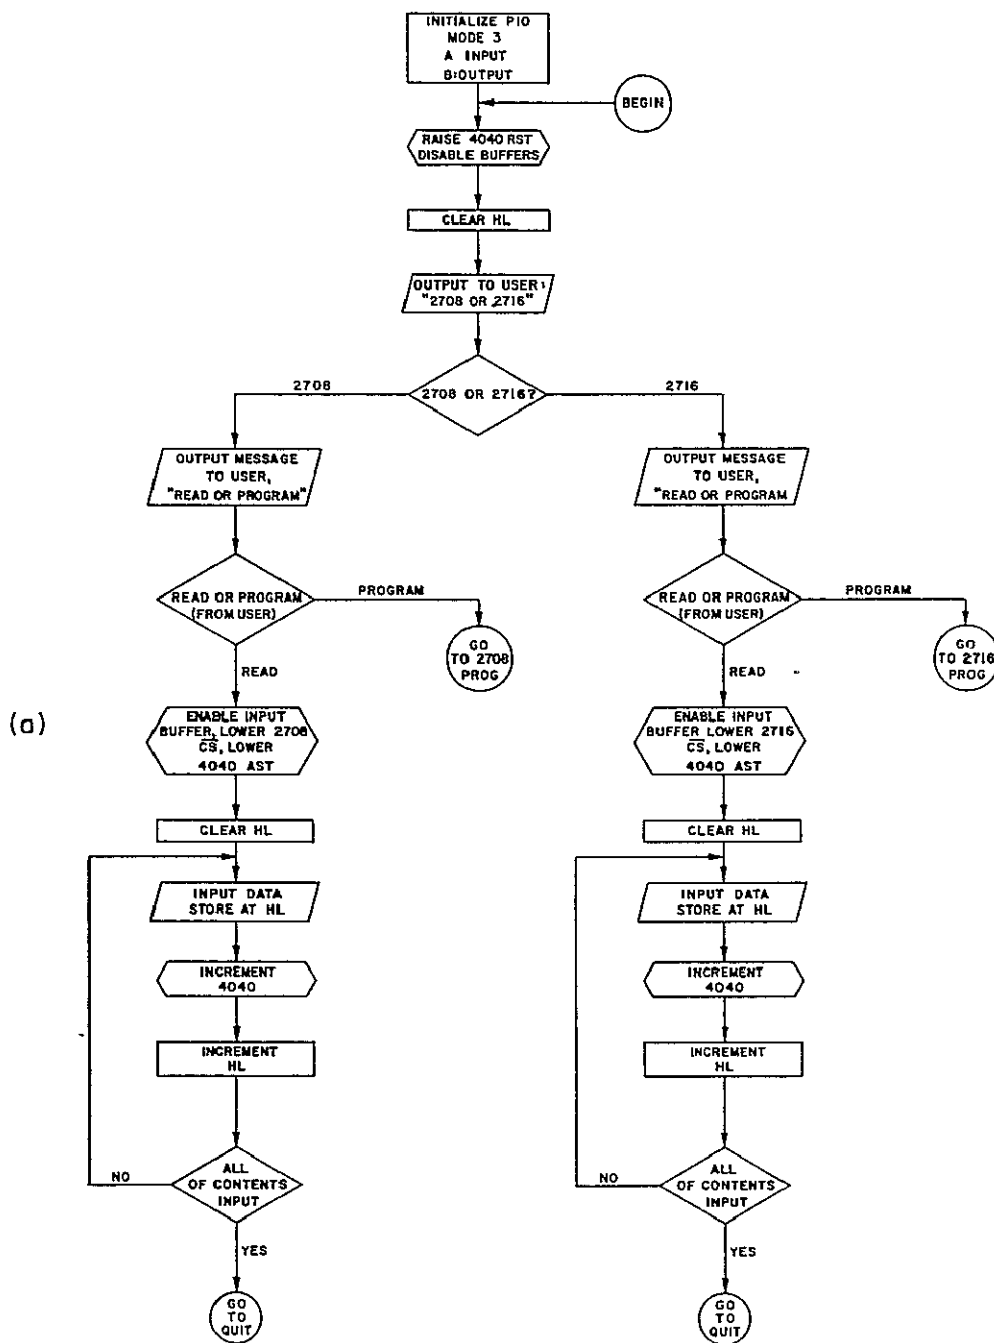 INITIALIZE PIO
MODE 3
A INPUT
B:OUTPUT
BEGIN
RAISE 4040 RST
DISABLE BUFFERS
CLEAR HL
OUTPUT TO USER:
"2708 OR 2716"
2708 OR 2716?
2708
2716
OUTPUT MESSAGE
TO USER,
"READ OR PROGRAM"
READ OR PROGRAM
(FROM USER)
PROGRAM
GO
TO 2708
PROG
READ
(a)
ENABLE INPUT
BUFFER, LOWER 2708
CS, LOWER
4040 AST
CLEAR HL
INPUT DATA
STORE AT HL
INCREMENT
4040
INCREMENT
HL
ALL
OF CONTENTS
INPUT
NO
YES
GO
TO
QUIT
OUTPUT MESSAGE
TO USER,
"READ OR PROGRAM
READ OR PROGRAM
(FROM USER)
PROGRAM
GO
TO 2716
PROG
READ
ENABLE INPUT
BUFFER LOWER 2716
CS, LOWER
4040 AST
CLEAR HL
INPUT DATA
STORE AT HL
INCREMENT
4040
INCREMENT
HL
ALL
OF CONTENTS
INPUT
NO
YES
GO
TO
QUIT